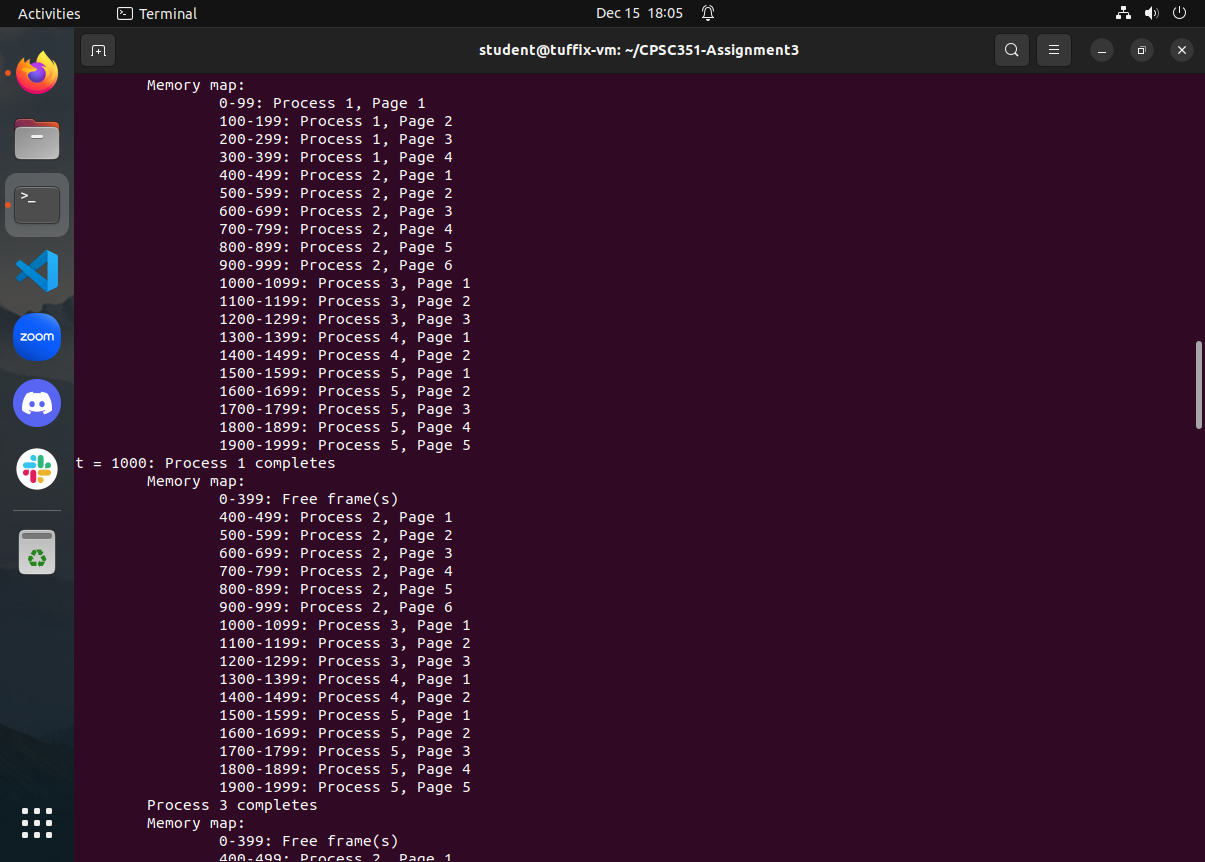 Activities
Terminal
Dec 15 18:05
student@tuffix-vm: ~/CPSC351-Assignment3
zoom
Memory map:
0-99: Process 1, Page 1
100-199: Process 1, Page 2
200-299: Process 1, Page 3
300-399: Process 1, Page 4
400-499: Process 2, Page 1
500-599: Process 2, Page 2
600-699: Process 2, Page 3
700-799: Process 2, Page 4
800-899: Process 2, Page 5
900-999: Process 2, Page 6
1000-1099: Process 3, Page 1
1100-1199: Process 3, Page 2
1200-1299: Process 3, Page 3
1300-1399: Process 4, Page 1
1400-1499: Process 4, Page 2
1500-1599: Process 5, Page 1
1600-1699: Process 5, Page 2
1700-1799: Process 5, Page 3
1800-1899: Process 5, Page 4
1900-1999: Process 5, Page 5
t = 1000: Process 1 completes
Memory map:
0-399: Free frame(s)
400-499: Process 2, Page 1
500-599: Process 2, Page 2
600-699: Process 2, Page 3
700-799: Process 2, Page 4
800-899: Process 2, Page 5
900-999: Process 2, Page 6
1000-1099: Process 3, Page 1
1100-1199: Process 3, Page 2
1200-1299: Process 3, Page 3
1300-1399: Process 4, Page 1
1400-1499: Process 4, Page 2
1500-1599: Process 5, Page 1
1600-1699: Process 5, Page 2
1700-1799: Process 5, Page 3
1800-1899: Process 5, Page 4
1900-1999: Process 5, Page 5
Process 3 completes
Memory map:
0-399: Free frame(s)
400-499: Process 2, Page 1